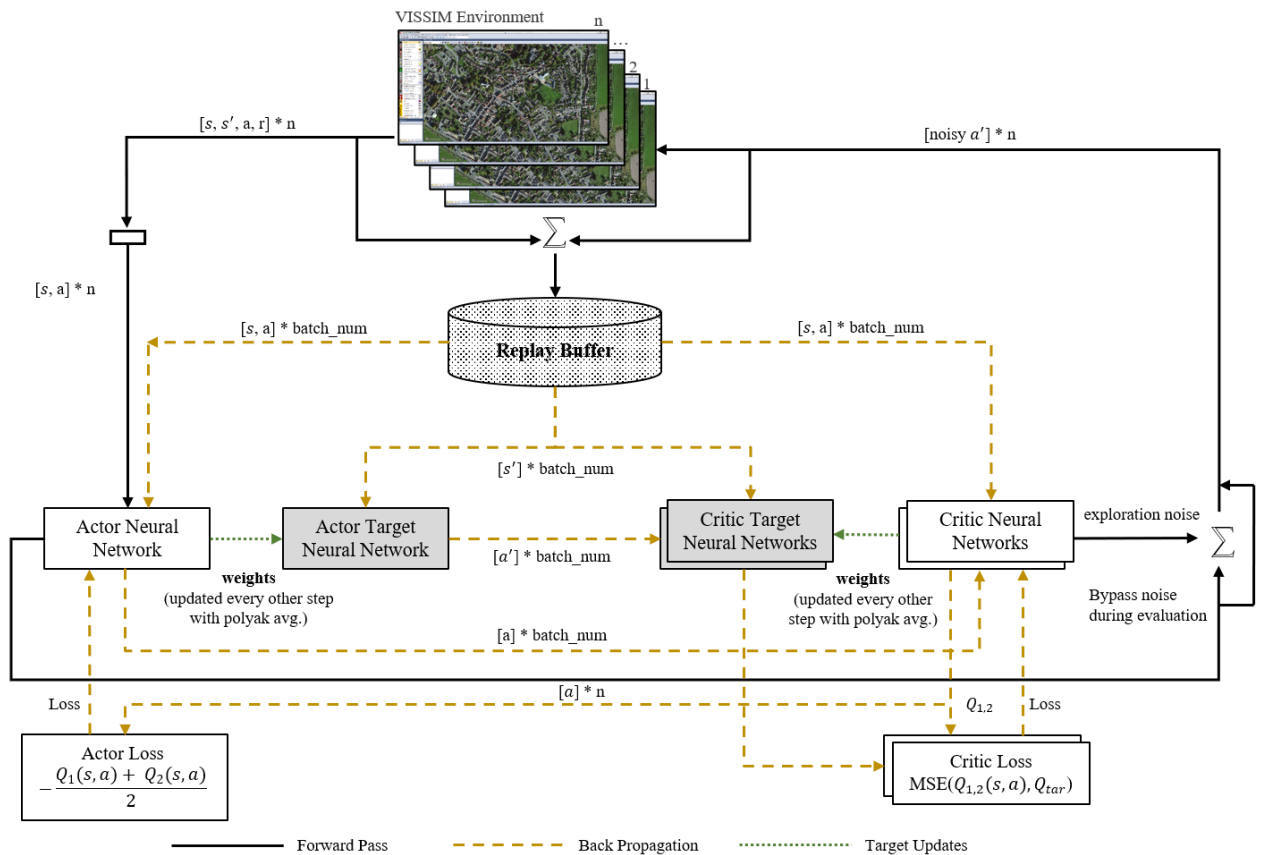 VISSIM Environment
n
...
2
1
[s, s′, a, r] * n
[noisy a′] * n
∑
[s, a] * n
[s, a] * batch_num
[s, a] * batch_num
Replay Buffer
[s′] * batch_num
Actor Neural
Network
Actor Target
Neural Network
Critic Target
Neural Networks
Critic Neural
Networks
exploration noise
∑
[a′] * batch_num
weights
(updated every other step
with polyak avg.)
weights
(updated every other
step with polyak avg.)
Bypass noise
during evaluation
[a] * batch_num
[a] * n
Loss
Q1,2
Loss
Actor Loss
− Q1(s, a) + Q2(s, a)
2
Critic Loss
MSE(Q1,2(s, a), Qtar)
Forward Pass
Back Propagation
Target Updates